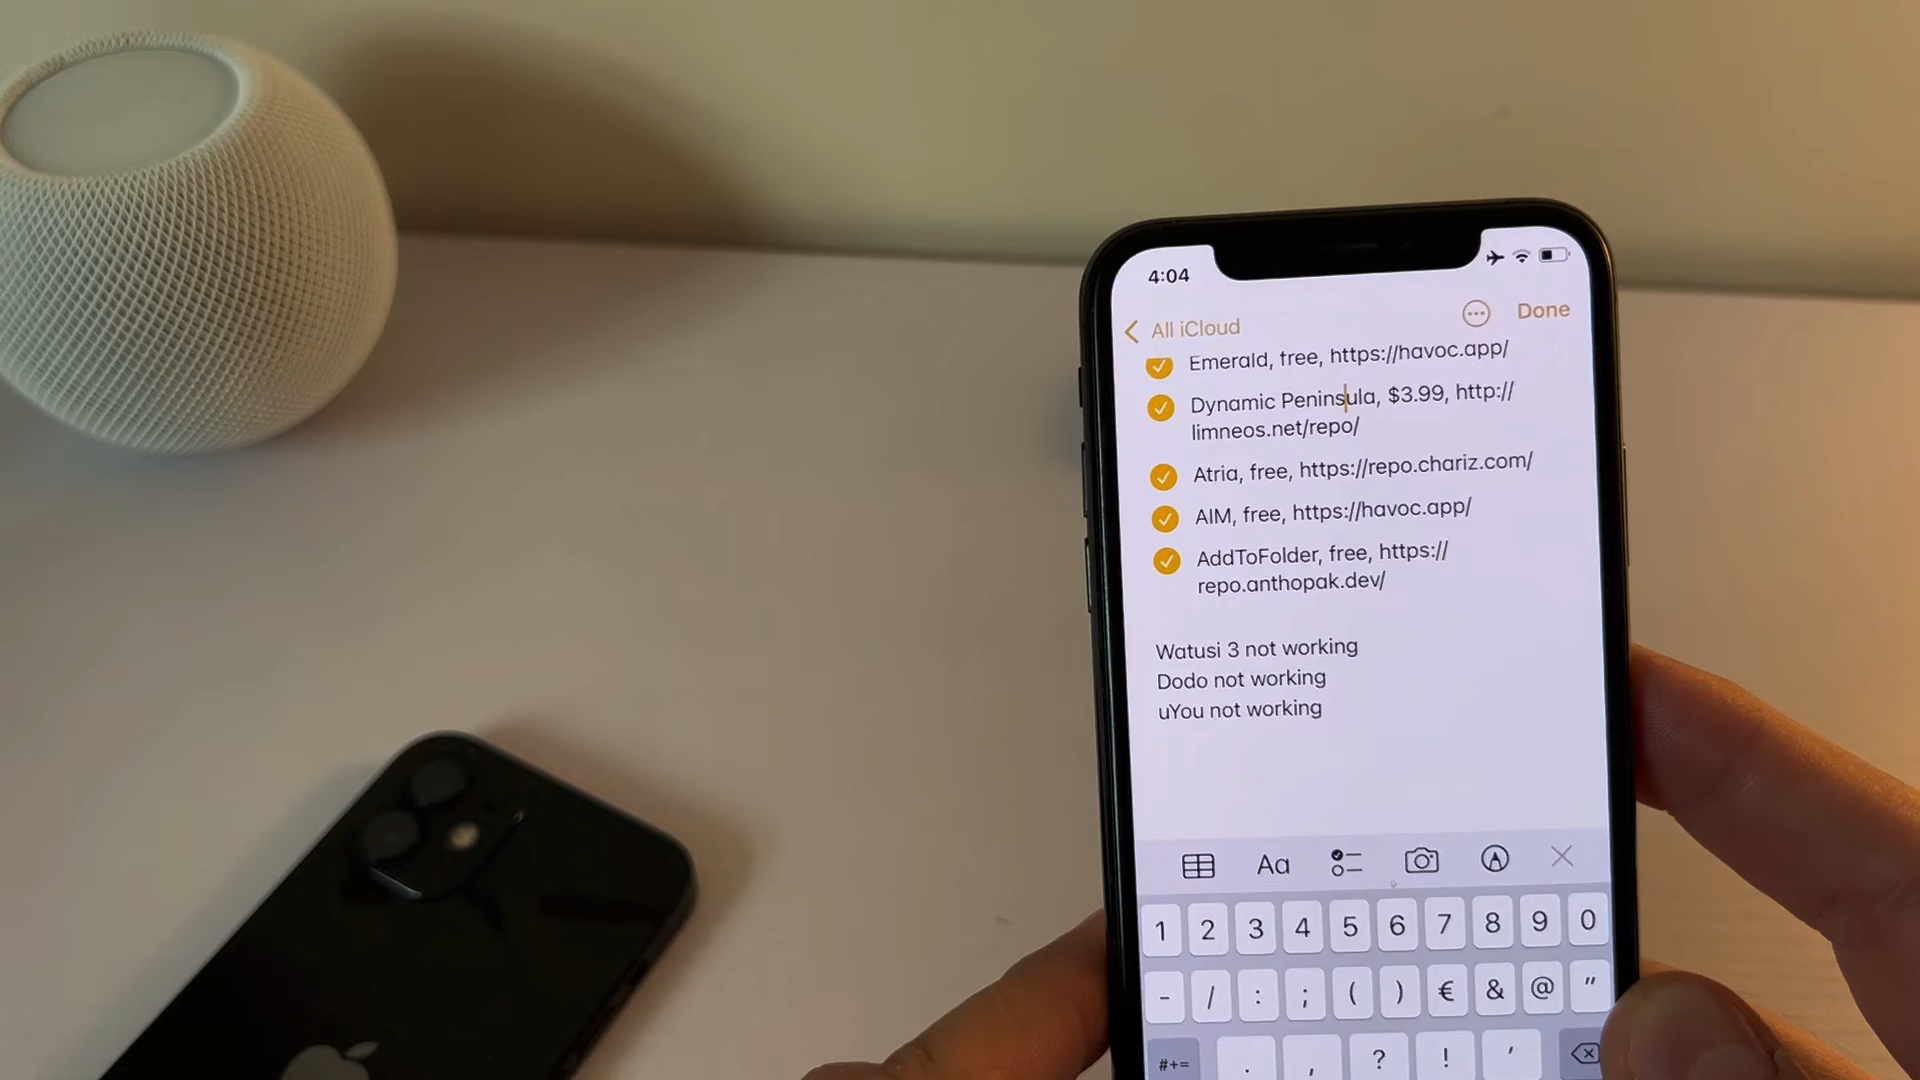 4:04
All iCloud
Done
Emerald, free, https://havoc.app/
Dynamic Peninsula, $3.99, http://
limneos.net/repo/
Atria, free, https://repo.chariz.com/
AIM, free, https://havoc.app/
AddToFolder, free, https://
repo.anthopak.dev/
Watusi 3 not working
Dodo not working
uYou not working
Aa
1 2 3 4 5 6 7 8 9 0
- / : ; ( ) € & @ "
#+= . , ? ! '